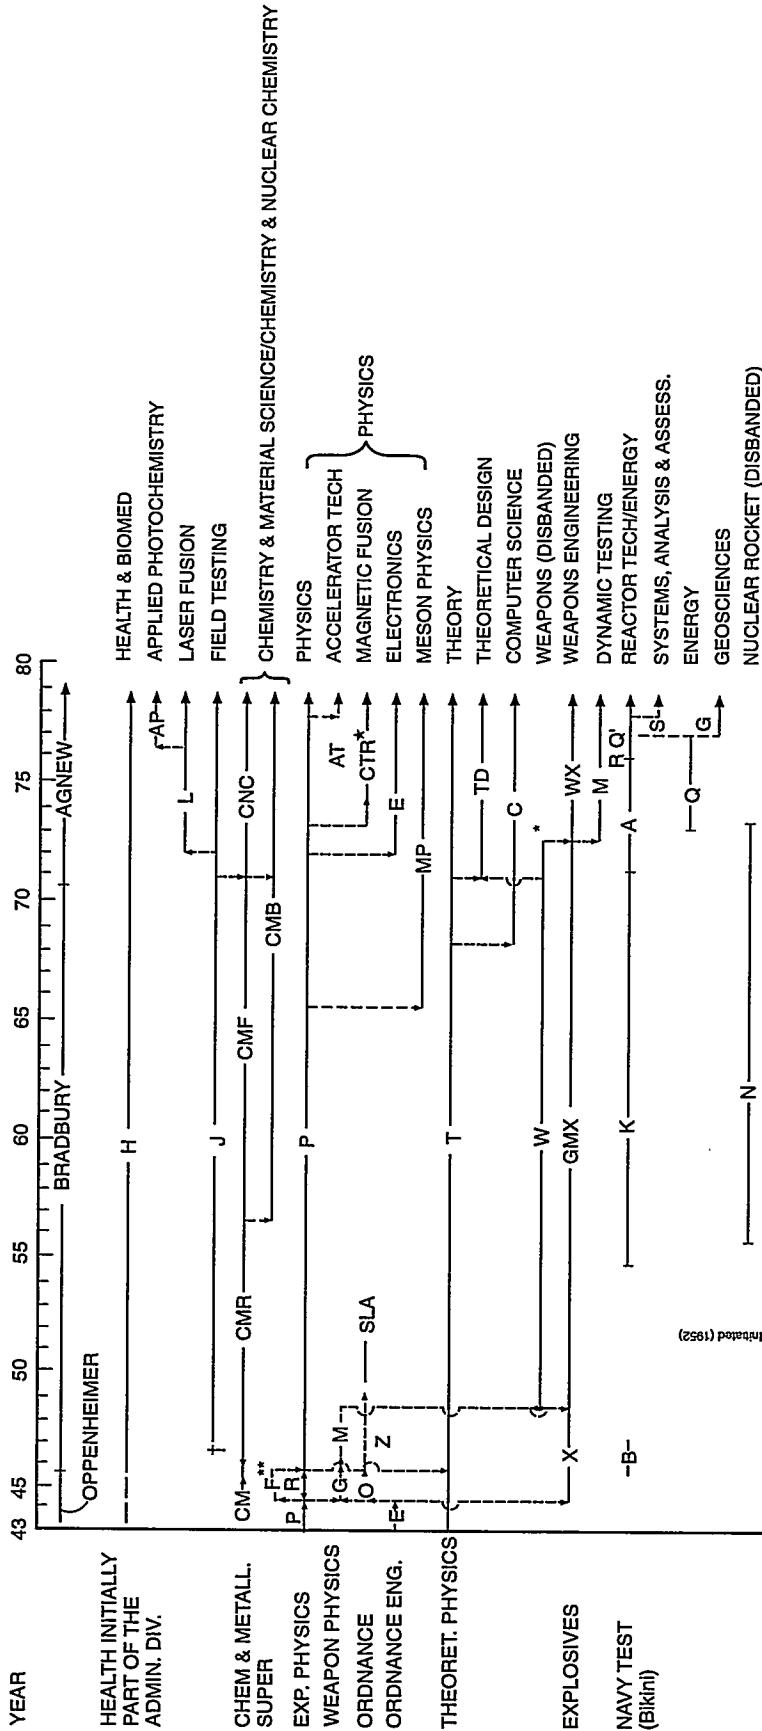 YEAR
43 45 50 55 60 65 70 75 80
OPPENHEIMER
BRADBURY
AGNEW
HEALTH INITIALLY
PART OF THE
ADMIN. DIV.
H
HEALTH & BIOMED
AP
APPLIED PHOTOCHEMISTRY
L
LASER FUSION
†
J
FIELD TESTING
CHEM & METALL.
CM
CMR
CMF
CNC
CHEMISTRY & MATERIAL SCIENCE/CHEMISTRY & NUCLEAR CHEMISTRY
SUPER
F**
CMB
EXP. PHYSICS
P
R
P
PHYSICS
WEAPON PHYSICS
G
M
AT
ACCELERATOR TECH
PHYSICS
ORDNANCE
O
Z
SLA
CTR*
MAGNETIC FUSION
ORDNANCE ENG.
E
E
ELECTRONICS
MP
MESON PHYSICS
THEORET. PHYSICS
T
THEORY
TD
THEORETICAL DESIGN
C
COMPUTER SCIENCE
W
*
WEAPONS (DISBANDED)
EXPLOSIVES
X
GMX
WX
WEAPONS ENGINEERING
M
DYNAMIC TESTING
NAVY TEST
(Bikini)
B
K
A
R
Q'
REACTOR TECH/ENERGY
S
SYSTEMS, ANALYSIS & ASSESS.
Q
ENERGY
G
GEOSCIENCES
(1952)
N
NUCLEAR ROCKET (DISBANDED)